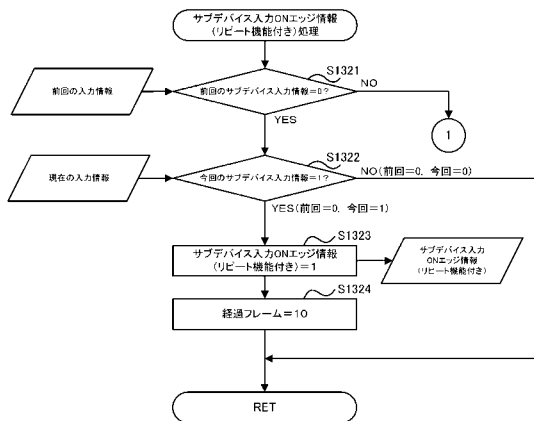 サブデバイス入力ONエッジ情報
(リピート機能付き)処理
S1321
前回の入力情報
前回のサブデバイス入力情報=0?
NO
YES
1
S1322
現在の入力情報
今回のサブデバイス入力情報=1?
NO(前回=0, 今回=0)
YES(前回=0, 今回=1)
S1323
サブデバイス入力ONエッジ情報
(リピート機能付き)=1
サブデバイス入力
ONエッジ情報
(リピート機能付き)
S1324
経過フレーム=10
RET